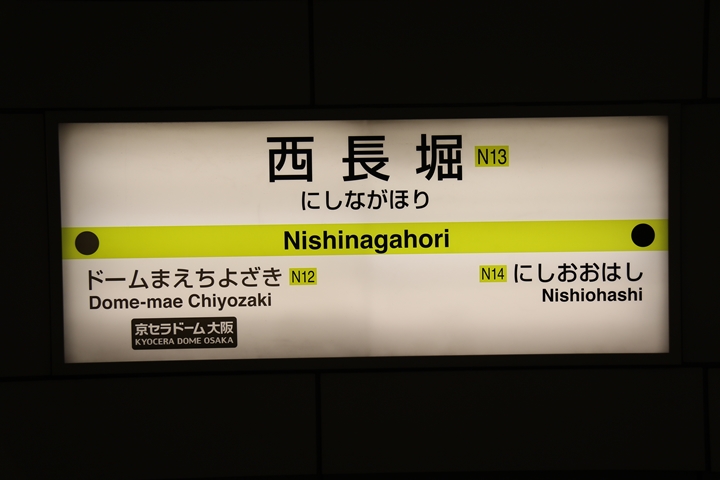 西長堀 N13
にしながほり
Nishinagahori
ドームまえちよざき N12
Dome-mae Chiyozaki
京セラドーム大阪
KYOCERA DOME OSAKA
N14 にしおおはし
Nishiohashi